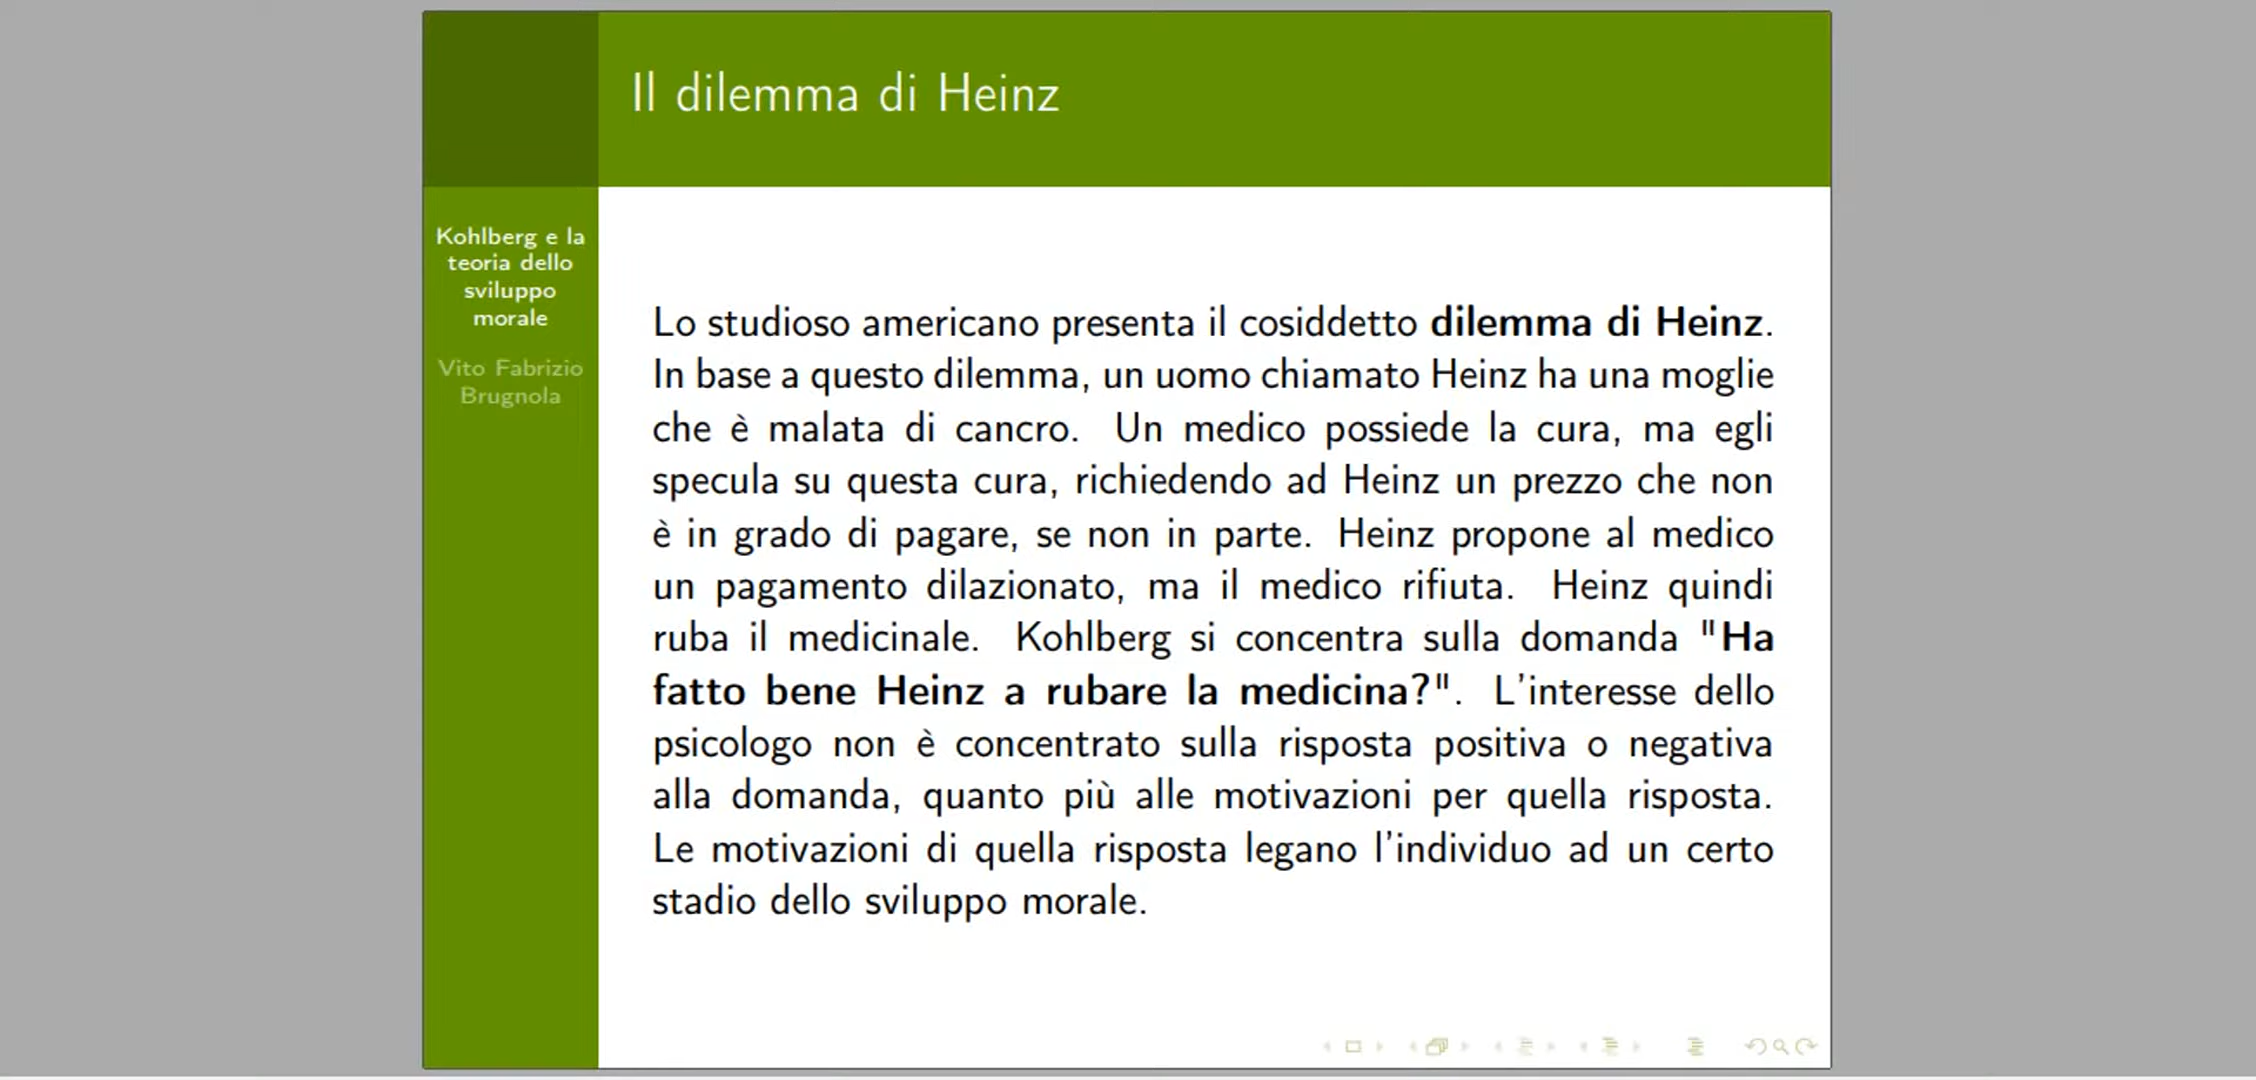 Il dilemma di Heinz
Kohlberg e la
teoria dello
sviluppo
morale
Vito Fabrizio
Brugnola
Lo studioso americano presenta il cosiddetto dilemma di Heinz.
In base a questo dilemma, un uomo chiamato Heinz ha una moglie
che è malata di cancro. Un medico possiede la cura, ma egli
specula su questa cura, richiedendo ad Heinz un prezzo che non
è in grado di pagare, se non in parte. Heinz propone al medico
un pagamento dilazionato, ma il medico rifiuta. Heinz quindi
ruba il medicinale. Kohlberg si concentra sulla domanda "Ha
fatto bene Heinz a rubare la medicina?". L'interesse dello
psicologo non è concentrato sulla risposta positiva o negativa
alla domanda, quanto più alle motivazioni per quella risposta.
Le motivazioni di quella risposta legano l'individuo ad un certo
stadio dello sviluppo morale.